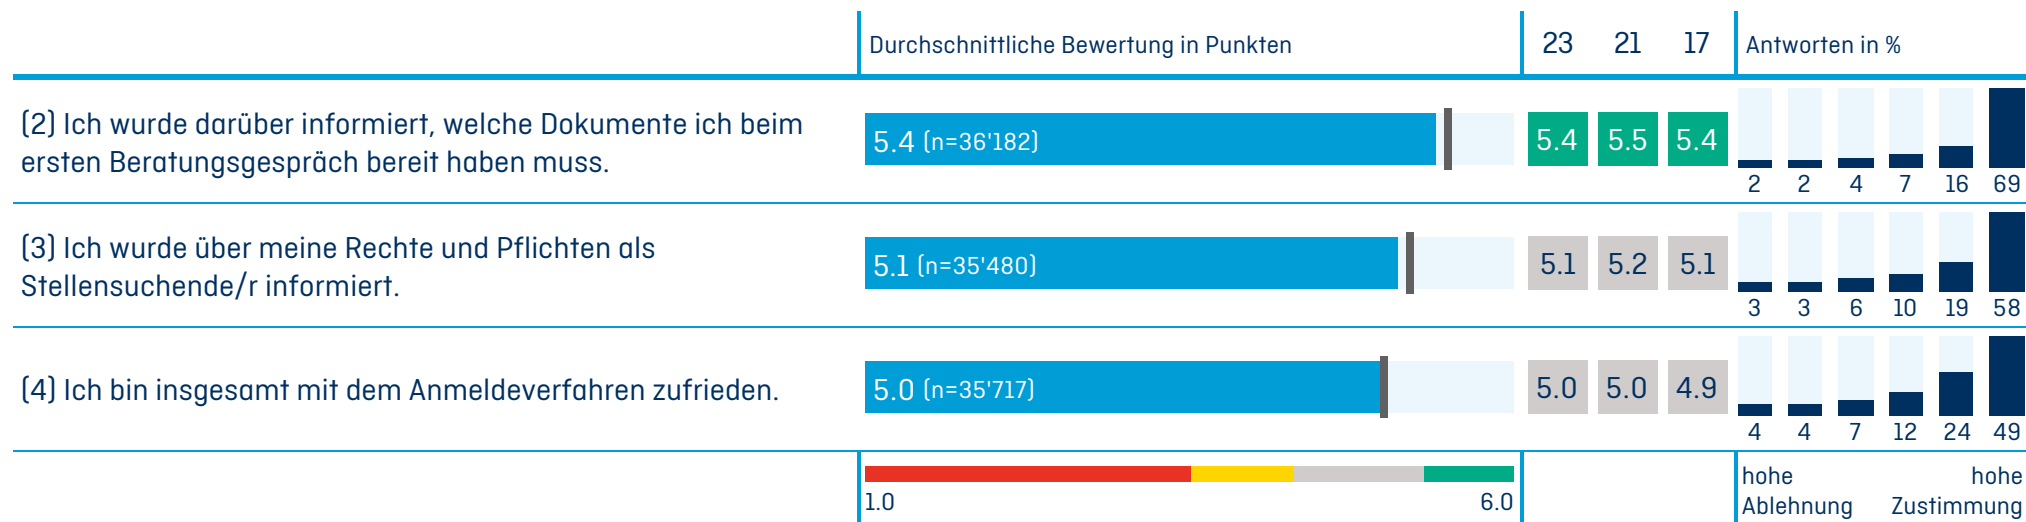 Durchschnittliche Bewertung in Punkten 23 21 17 Antworten in %
(2) Ich wurde darüber informiert, welche Dokumente ich beim
ersten Beratungsgespräch bereit haben muss.
5.4 (n=36'182) 5.4 5.5 5.4
2 2 4 7 16 69
(3) Ich wurde über meine Rechte und Pflichten als
Stellensuchende/r informiert.
5.1 (n=35'480) 5.1 5.2 5.1
3 3 6 10 19 58
(4) Ich bin insgesamt mit dem Anmeldeverfahren zufrieden.
5.0 (n=35'717) 5.0 5.0 4.9
4 4 7 12 24 49
1.0 6.0
hohe Ablehnung
hohe Zustimmung